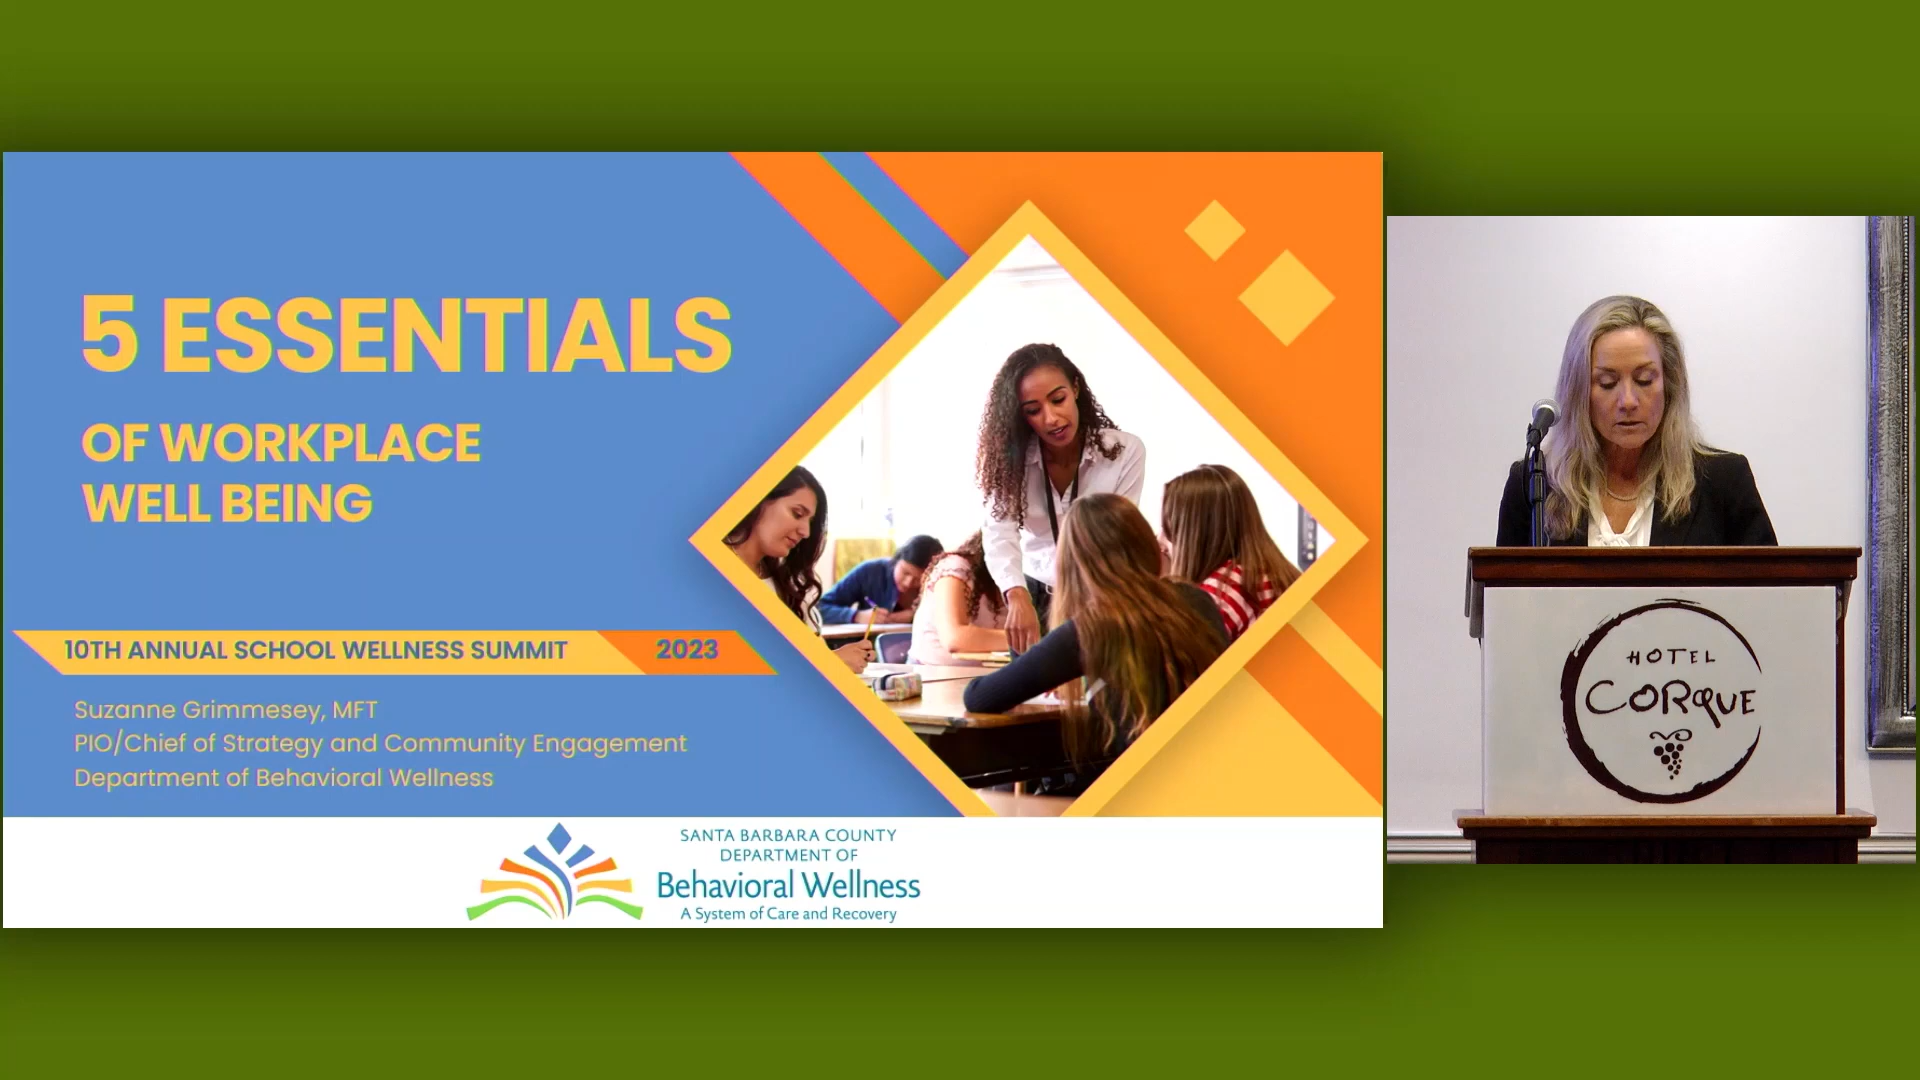 5 ESSENTIALS
OF WORKPLACE
WELL BEING
10TH ANNUAL SCHOOL WELLNESS SUMMIT 2023
Suzanne Grimmesey, MFT
PIO/Chief of Strategy and Community Engagement
Department of Behavioral Wellness
SANTA BARBARA COUNTY
DEPARTMENT OF
Behavioral Wellness
A System of Care and Recovery
HOTEL
CORQUE